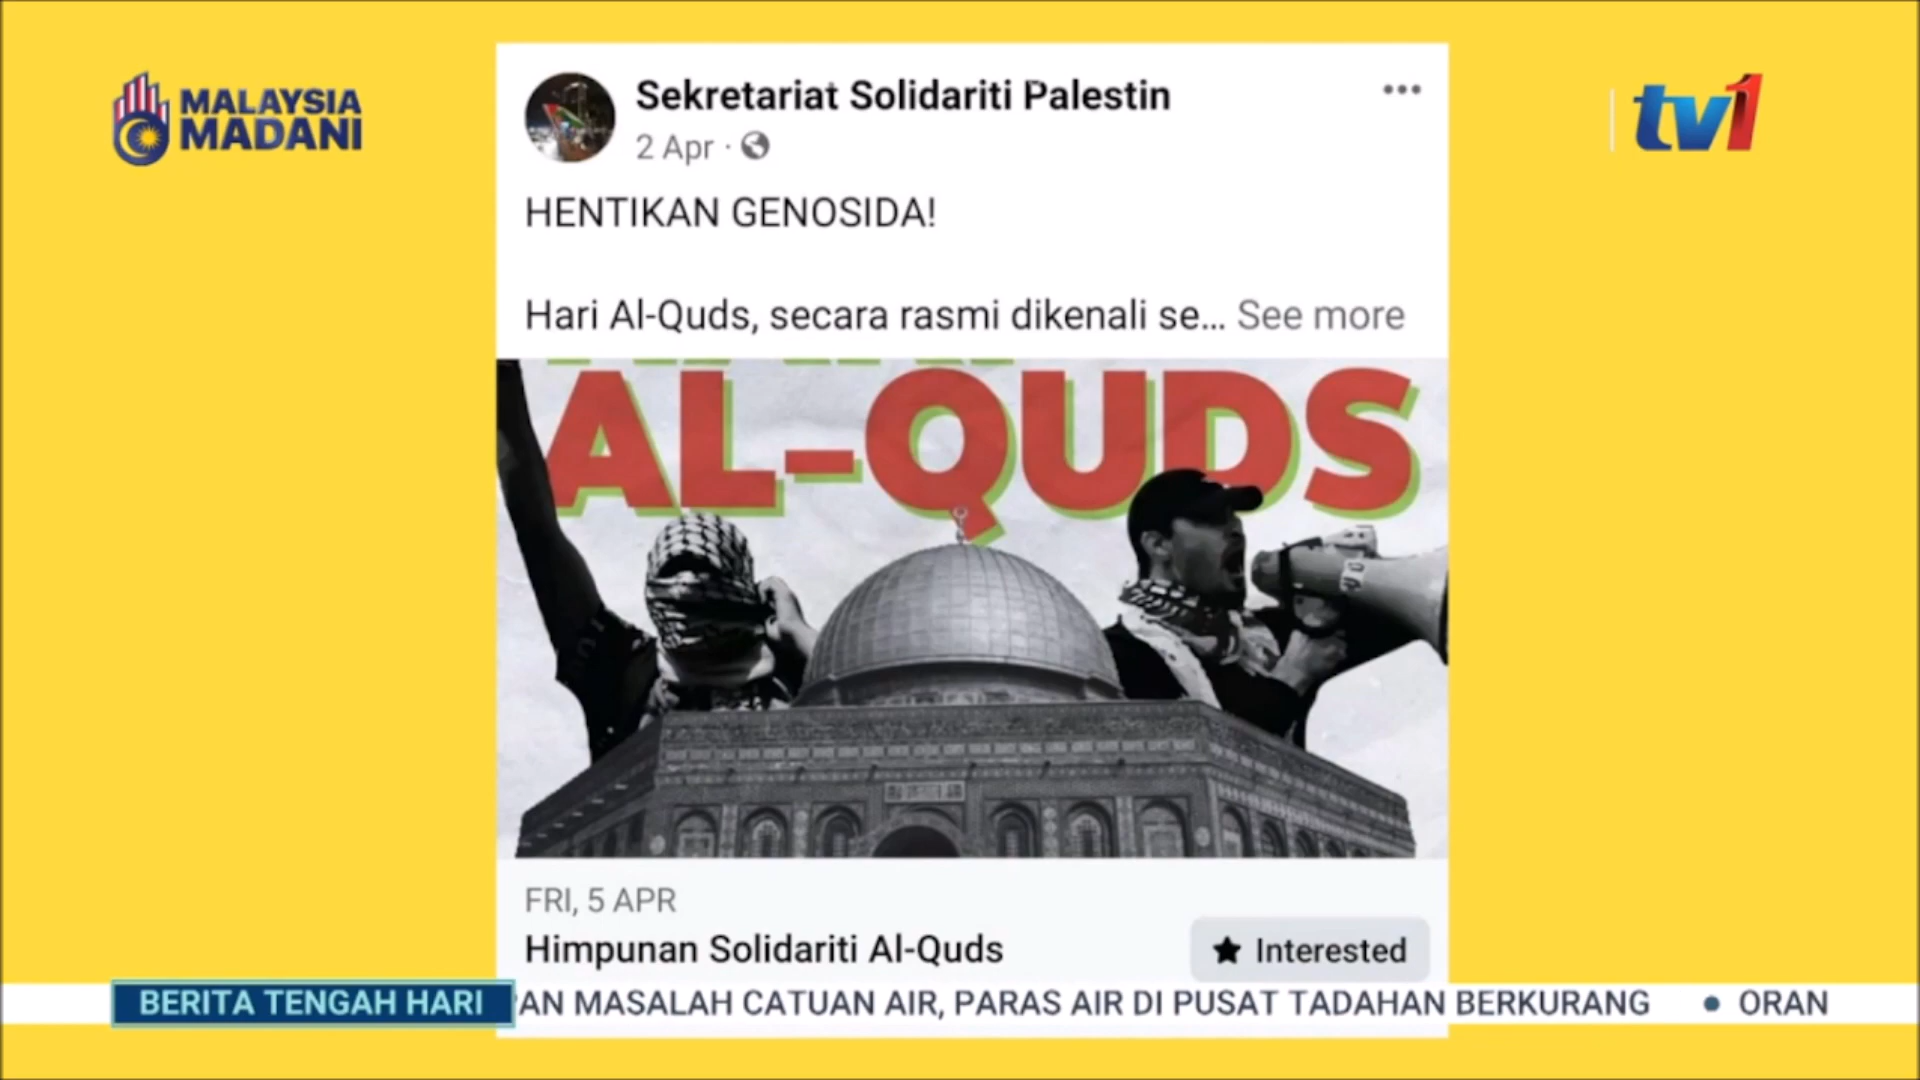 MALAYSIA
MADANI
tv1
Sekretariat Solidariti Palestin
2 Apr ·
HENTIKAN GENOSIDA!
Hari Al-Quds, secara rasmi dikenali se... See more
AL-QUDS
FRI, 5 APR
Himpunan Solidariti Al-Quds
Interested
BERITA TENGAH HARI
MASALAH CATUAN AIR, PARAS AIR DI PUSAT TADAHAN BERKURANG • ORAN